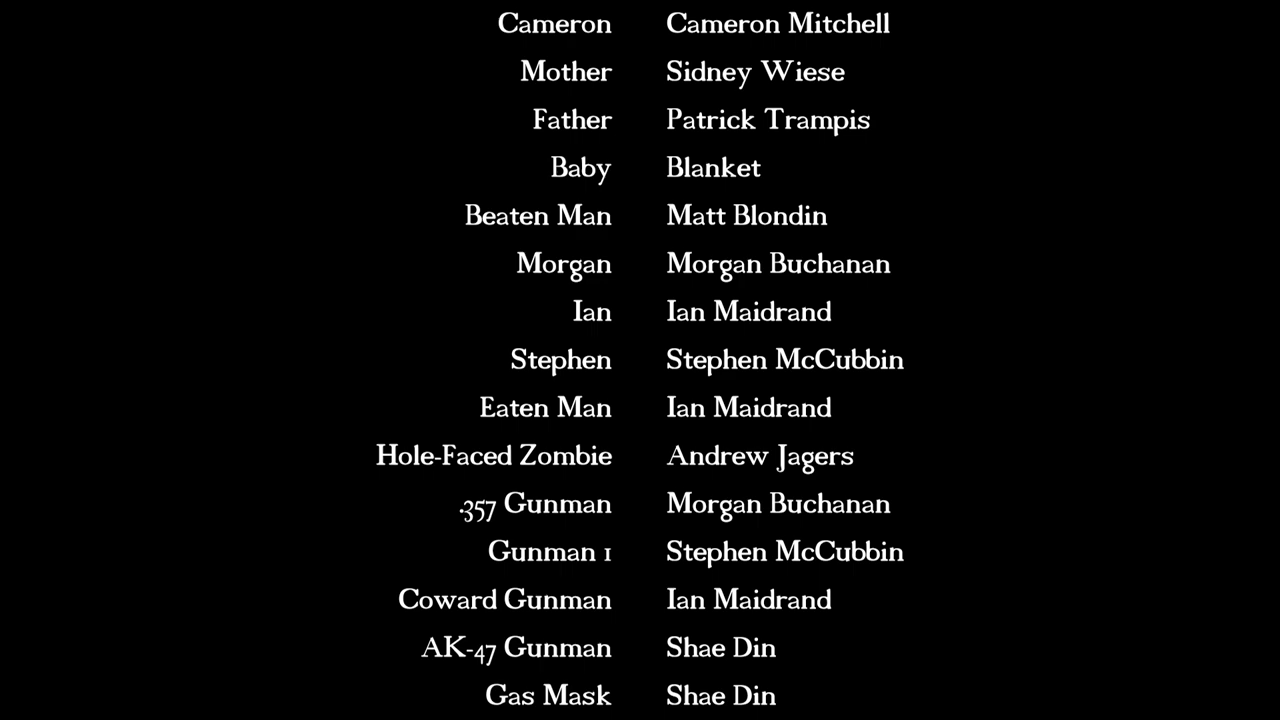 Cameron Cameron Mitchell
Mother Sidney Wiese
Father Patrick Trampis
Baby Blanket
Beaten Man Matt Blondin
Morgan Morgan Buchanan
Ian Ian Maidrand
Stephen Stephen McCubbin
Eaten Man Ian Maidrand
Hole-Faced Zombie Andrew Jagers
.357 Gunman Morgan Buchanan
Gunman 1 Stephen McCubbin
Coward Gunman Ian Maidrand
AK-47 Gunman Shae Din
Gas Mask Shae Din